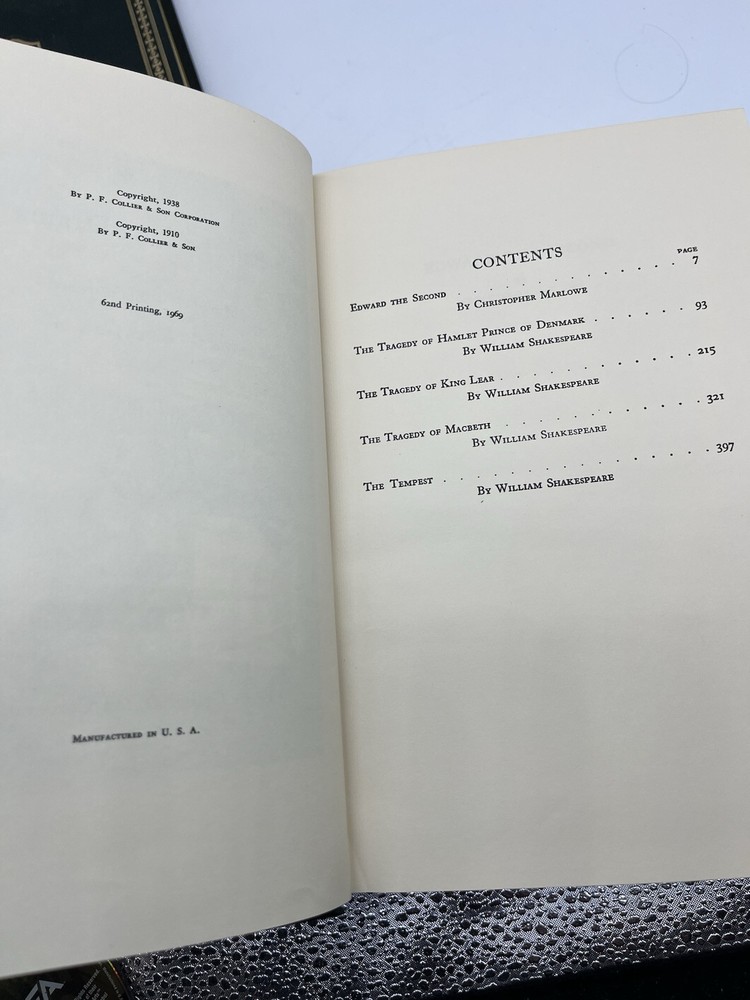 Copyright, 1938
By P. F. Collier & Son Corporation
Copyright, 1910
By P. F. Collier & Son
62nd Printing, 1969
Manufactured in U. S. A.
CONTENTS
PAGE
Edward the Second . . . . . . . . . . . . . 7
By Christopher Marlowe
The Tragedy of Hamlet Prince of Denmark . . . . . . 93
By William Shakespeare
The Tragedy of King Lear . . . . . . . . . . . 215
By William Shakespeare
The Tragedy of Macbeth . . . . . . . . . . . 321
By William Shakespeare
The Tempest . . . . . . . . . . . . . . 397
By William Shakespeare